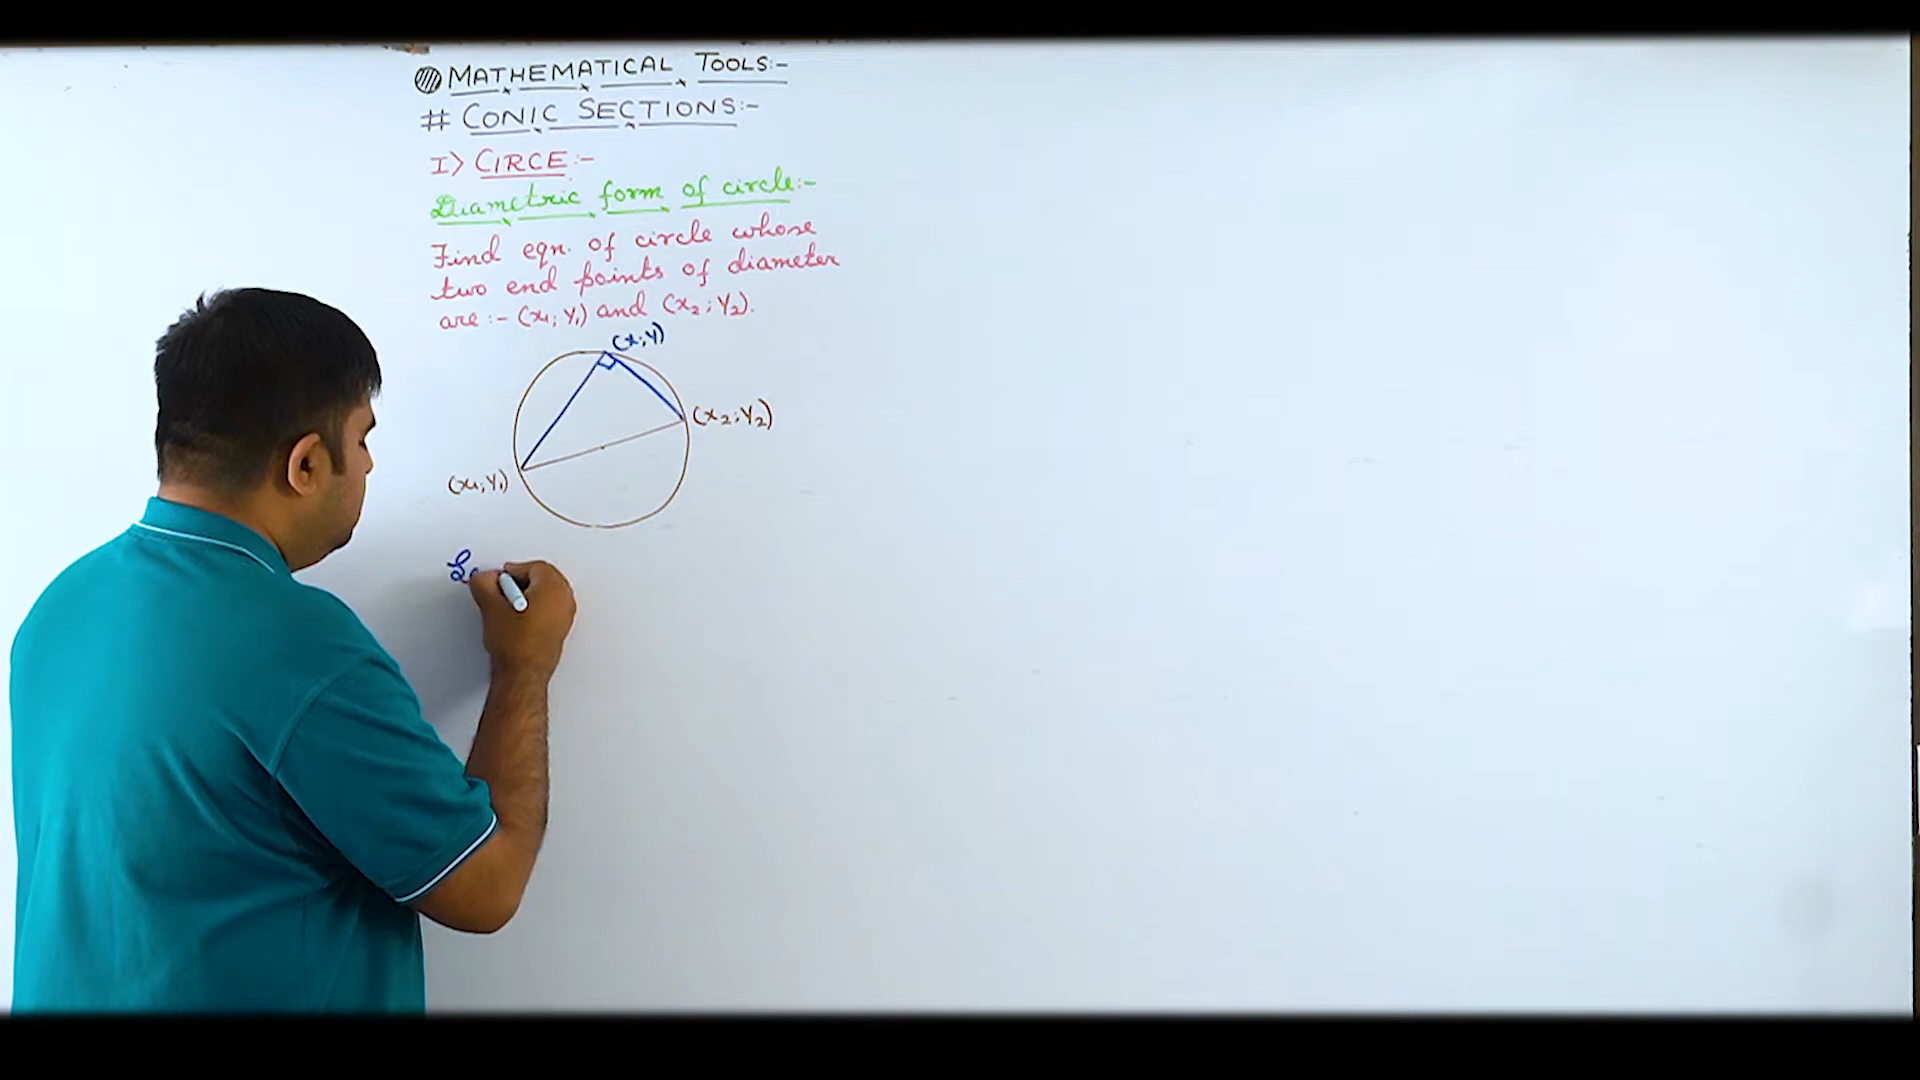 MATHEMATICAL TOOLS:-
# CONIC SECTIONS:-
I> CIRCE:-
Diametric form of circle:-
Find eqn. of circle whose
two end points of diameter
are :- (x₁; y₁) and (x₂; y₂).
(x; y)
(x₂; y₂)
(x₁; y₁)